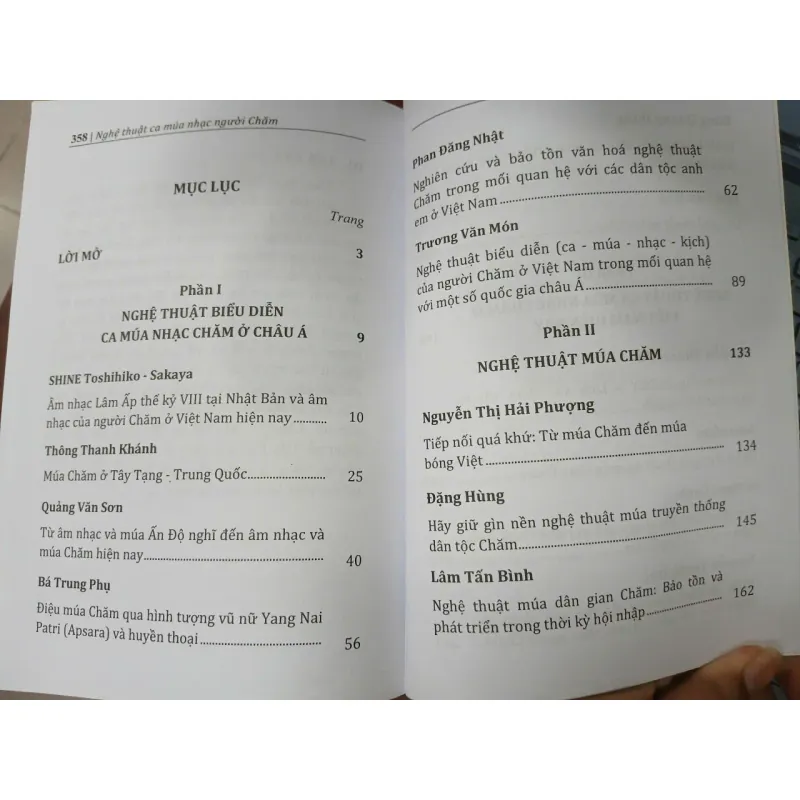 358 | Nghệ thuật ca múa nhạc người Chăm
MỤC LỤC
Trang
LỜI MỞ 3
Phần I
NGHỆ THUẬT BIỂU DIỄN
CA MÚA NHẠC CHĂM Ở CHÂU Á 9
SHINE Toshihiko - Sakaya
Âm nhạc Lâm Ấp thế kỷ VIII tại Nhật Bản và âm
nhạc của người Chăm ở Việt Nam hiện nay ............ 10
Thông Thanh Khánh
Múa Chăm ở Tây Tạng - Trung Quốc........................... 25
Quảng Văn Sơn
Từ âm nhạc và múa Ấn Độ nghĩ đến âm nhạc và
múa Chăm hiện nay.................................................. 40
Bá Trung Phụ
Điệu múa Chăm qua hình tượng vũ nữ Yang Nai
Patri (Apsara) và huyền thoại .................................. 56
Phan Đăng Nhật
Nghiên cứu và bảo tồn văn hoá nghệ thuật
Chăm trong mối quan hệ với các dân tộc anh
em ở Việt Nam .................................................. 62
Trương Văn Món
Nghệ thuật biểu diễn (ca - múa - nhạc - kịch)
của người Chăm ở Việt Nam trong mối quan hệ
với một số quốc gia châu Á.................................. 89
Phần II
NGHỆ THUẬT MÚA CHĂM 133
Nguyễn Thị Hải Phượng
Tiếp nối quá khứ: Từ múa Chăm đến múa
bóng Việt.................................................. 134
Đặng Hùng
Hãy giữ gìn nền nghệ thuật múa truyền thống
dân tộc Chăm.................................................. 145
Lâm Tấn Bình
Nghệ thuật múa dân gian Chăm: Bảo tồn và
phát triển trong thời kỳ hội nhập..................... 162